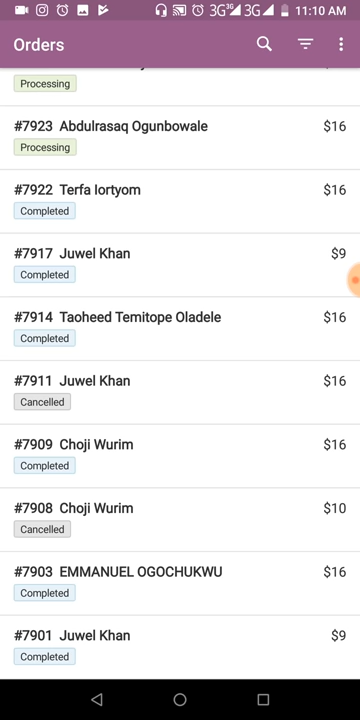 3G 3G 3G 11:10 AM
Orders
Processing
#7923 Abdulrasaq Ogunbowale $16
Processing
#7922 Terfa Iortyom $16
Completed
#7917 Juwel Khan $9
Completed
#7914 Taoheed Temitope Oladele $16
Completed
#7911 Juwel Khan $16
Cancelled
#7909 Choji Wurim $16
Completed
#7908 Choji Wurim $10
Cancelled
#7903 EMMANUEL OGOCHUKWU $16
Completed
#7901 Juwel Khan $9
Completed